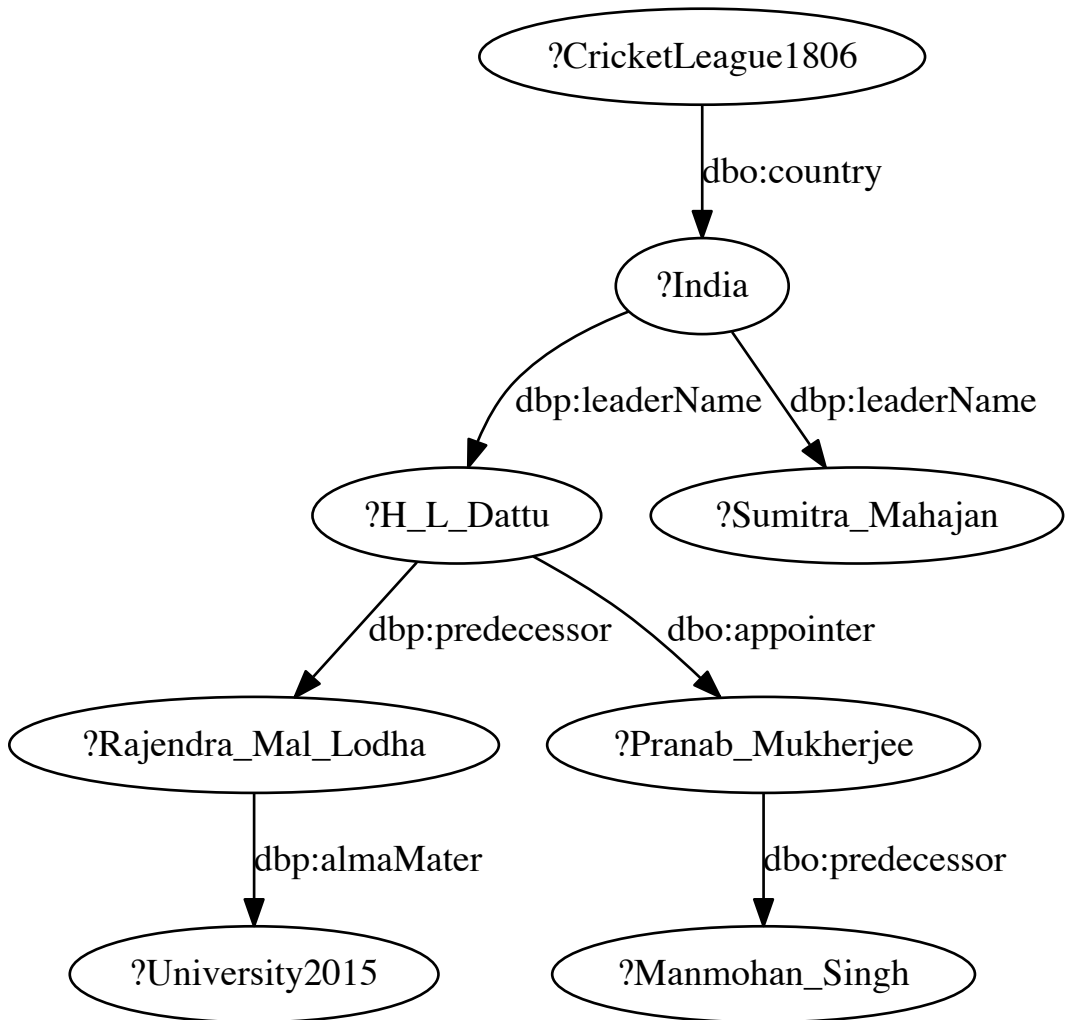 ?CricketLeague1806
dbo:country
?India
dbp:leaderName
dbp:leaderName
?H_L_Dattu
?Sumitra_Mahajan
dbp:predecessor
dbo:appointer
?Rajendra_Mal_Lodha
?Pranab_Mukherjee
dbp:almaMater
dbo:predecessor
?University2015
?Manmohan_Singh